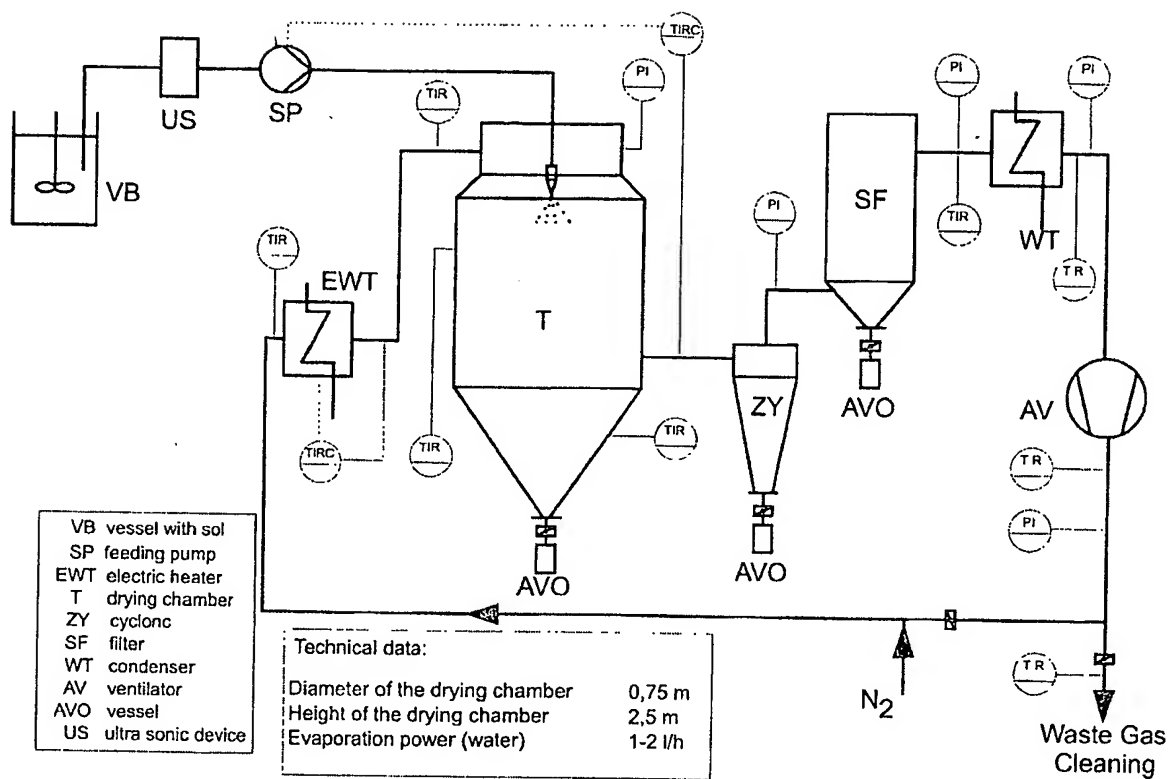 TIRC
PI
PI
PI
TIR
US
SP
VB
SF
TIR
PI
TIR
WT
TR
TIR
EWT
T
ZY
AVO
AV
TIRC
TIR
TIR
TR
PI
AVO
AVO
VB vessel with sol
SP feeding pump
EWT electric heater
T drying chamber
ZY cyclone
SF filter
WT condenser
AV ventilator
AVO vessel
US ultra sonic device
Technical data:
Diameter of the drying chamber 0,75 m
Height of the drying chamber 2,5 m
Evaporation power (water) 1-2 l/h
N2
TR
Waste Gas
Cleaning